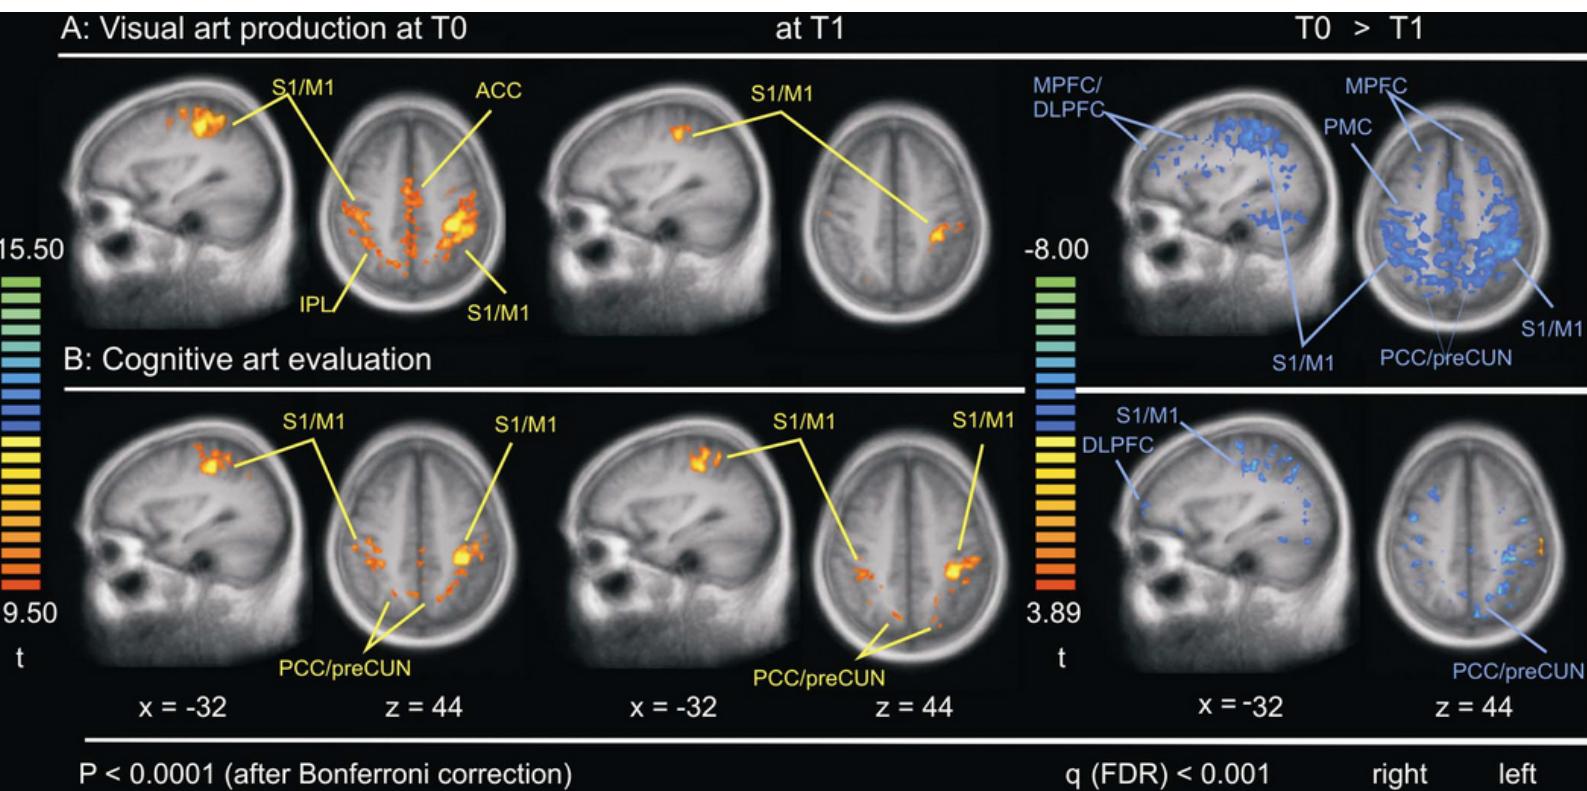 A: Visual art production at T0
at T1
T0 > T1
S1/M1
ACC
S1/M1
MPFC/
DLPFC
MPFC
PMC
15.50
-8.00
IPL
S1/M1
S1/M1
S1/M1
PCC/preCUN
B: Cognitive art evaluation
S1/M1
S1/M1
S1/M1
S1/M1
S1/M1
DLPFC
9.50
3.89
t
t
PCC/preCUN
PCC/preCUN
PCC/preCUN
x = -32
z = 44
x = -32
z = 44
x = -32
z = 44
P < 0.0001 (after Bonferroni correction)
q (FDR) < 0.001
right
left